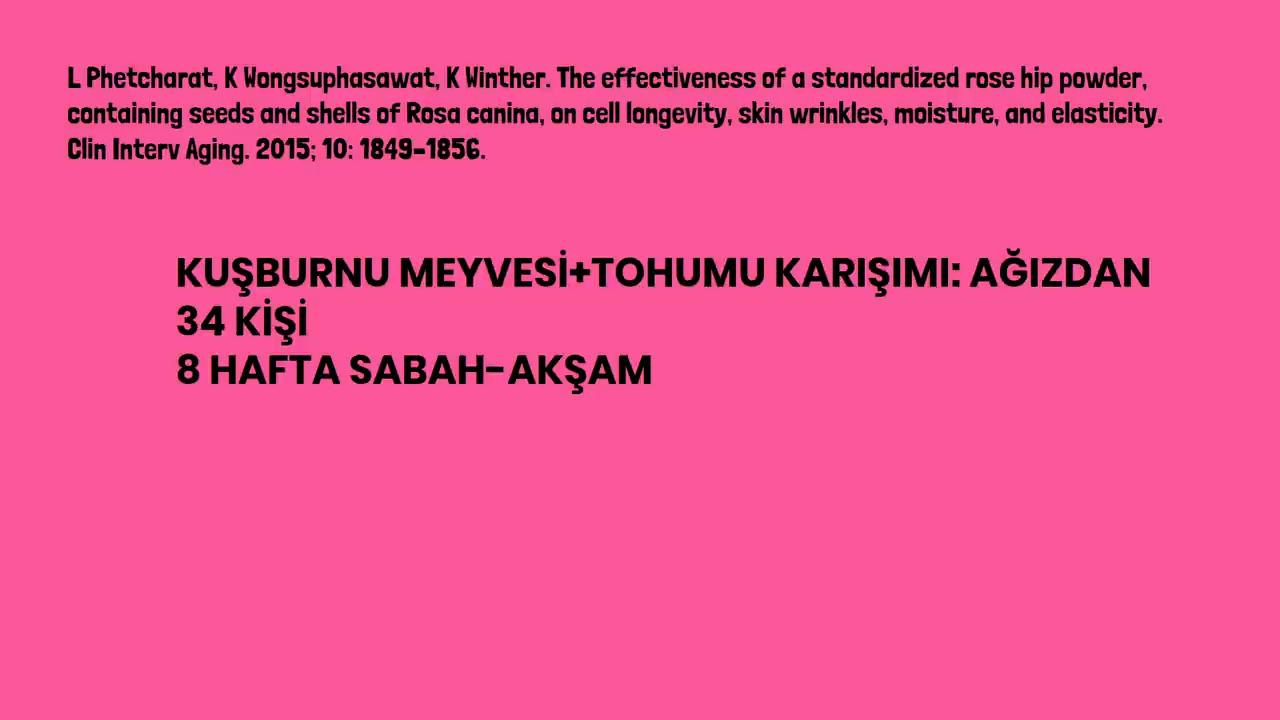 L Phetcharat, K Wongsuphasawat, K Winther. The effectiveness of a standardized rose hip powder,
containing seeds and shells of Rosa canina, on cell longevity, skin wrinkles, moisture, and elasticity.
Clin Interv Aging. 2015; 10: 1849–1856.
KUŞBURNU MEYVESİ+TOHUMU KARIŞIMI: AĞIZDAN
34 KİŞİ
8 HAFTA SABAH-AKŞAM